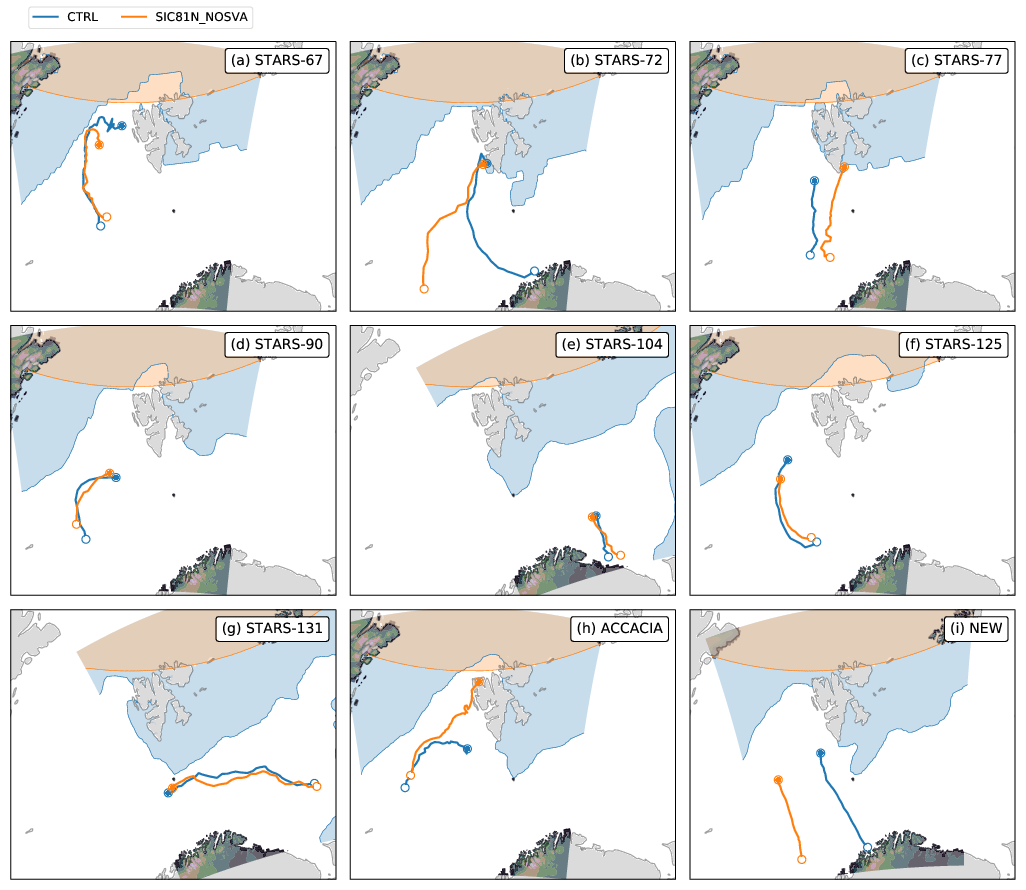 CTRL SIC81N_NOSVA
(a) STARS-67
(b) STARS-72
(c) STARS-77
(d) STARS-90
(e) STARS-104
(f) STARS-125
(g) STARS-131
(h) ACCACIA
(i) NEW